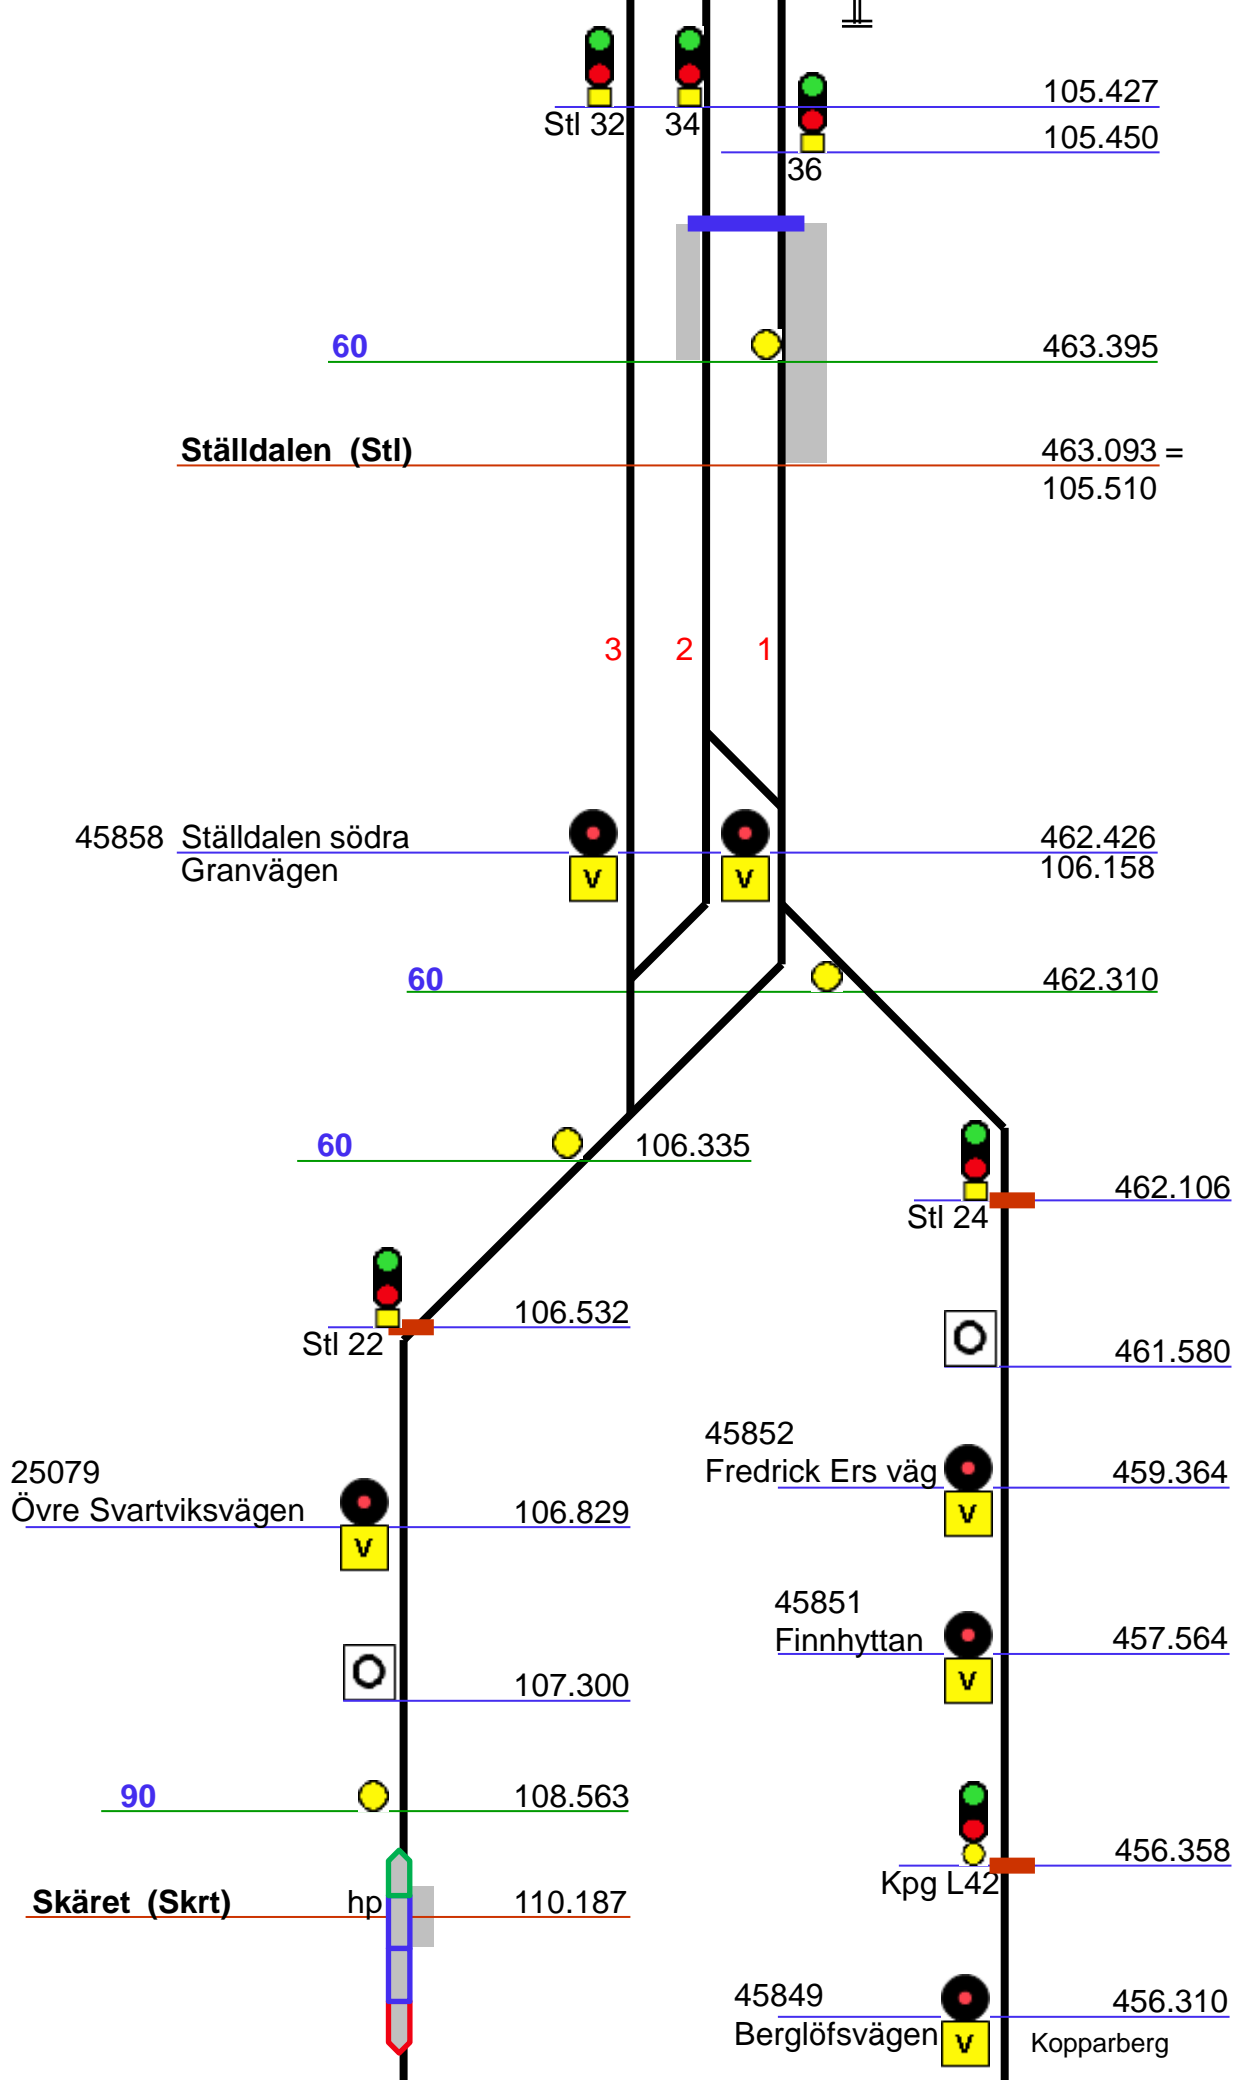 105.427
Stl 32 34
105.450
36
60 463.395
Ställdalen (Stl) 463.093 =
105.510
3 2 1
45858 Ställdalen södra 462.426
Granvägen 106.158
V V
60 462.310
60 106.335
462.106
Stl 24
106.532
Stl 22
461.580
45852
Fredrick Ers väg 459.364
V
25079
Övre Svartviksvägen 106.829
V
45851
Finnhyttan 457.564
V
107.300
90 108.563
456.358
Kpg L42
Skäret (Skrt) hp 110.187
45849 456.310
Berglöfsvägen V Kopparberg